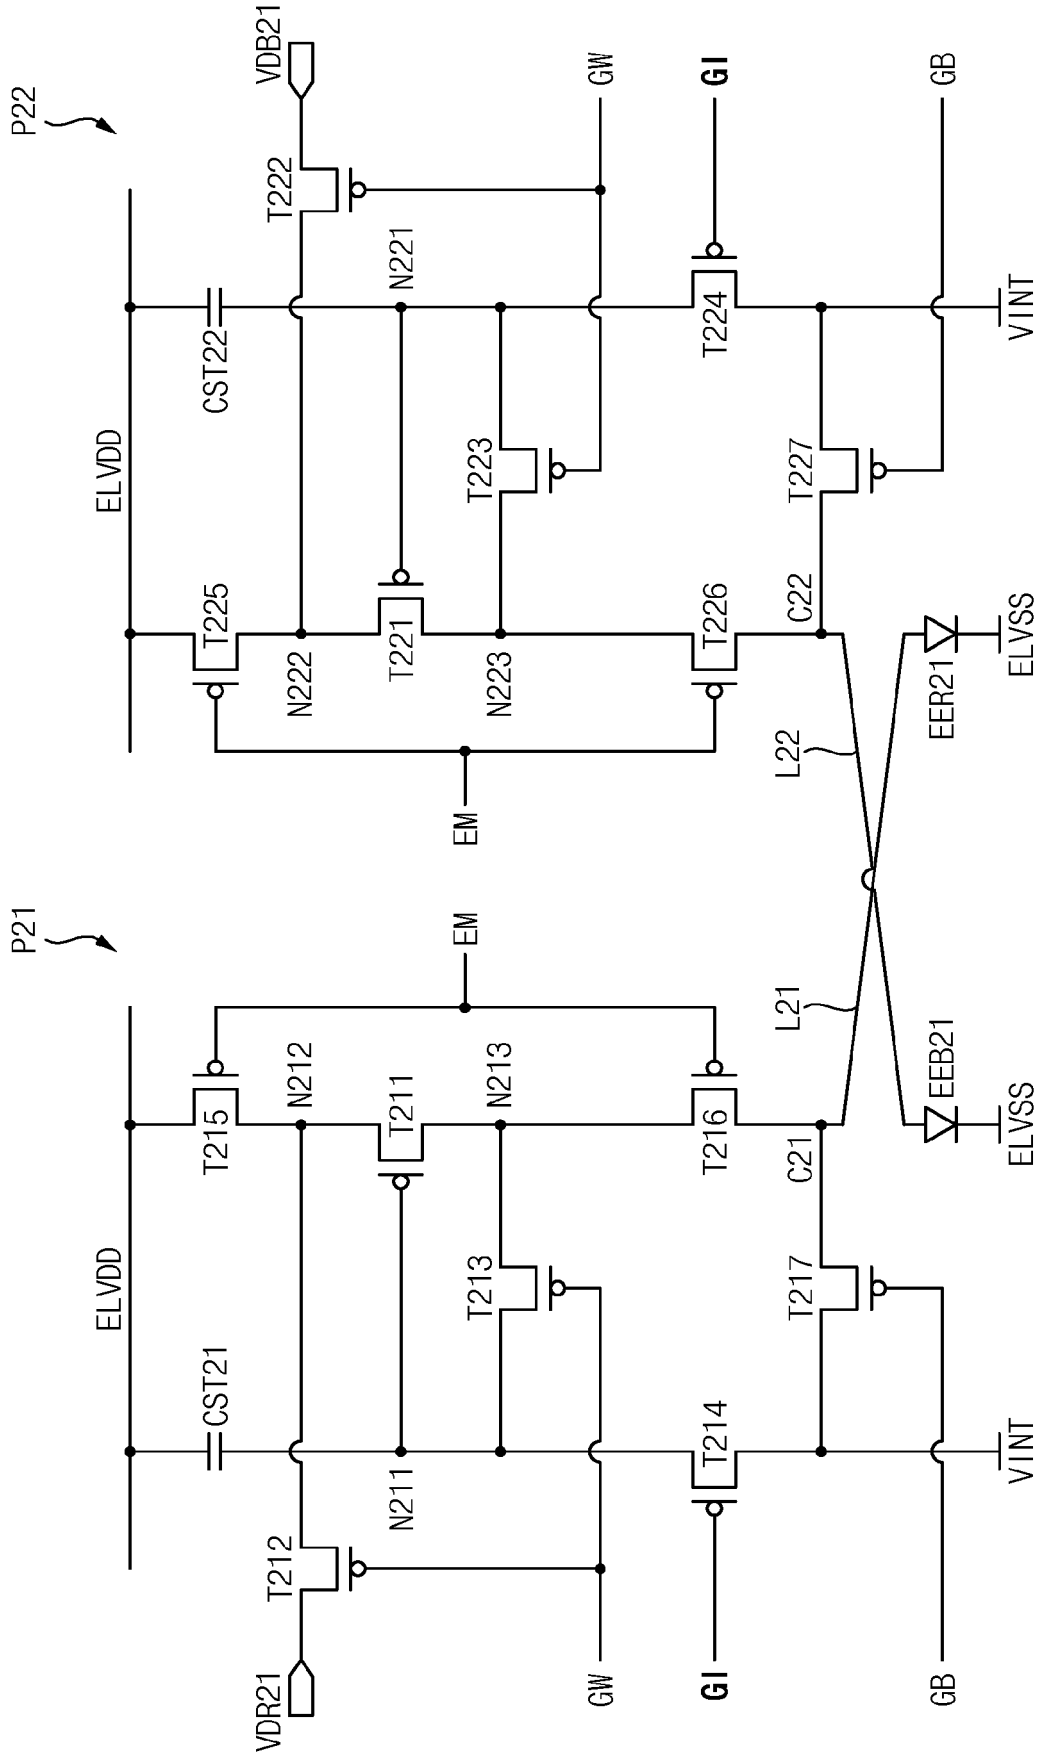 P21
P22
ELVDD
ELVDD
CST21
T215
T225
CST22
VDR21
T212
N212
N222
T222
VDB21
N211
T211
T221
N221
EM
EM
T213
N213
N223
T223
GW
GW
GI
T214
T216
T226
T224
GI
T217
C21
L21
L22
C22
T227
GB
EEB21
EER21
GB
VINT
ELVSS
ELVSS
VINT